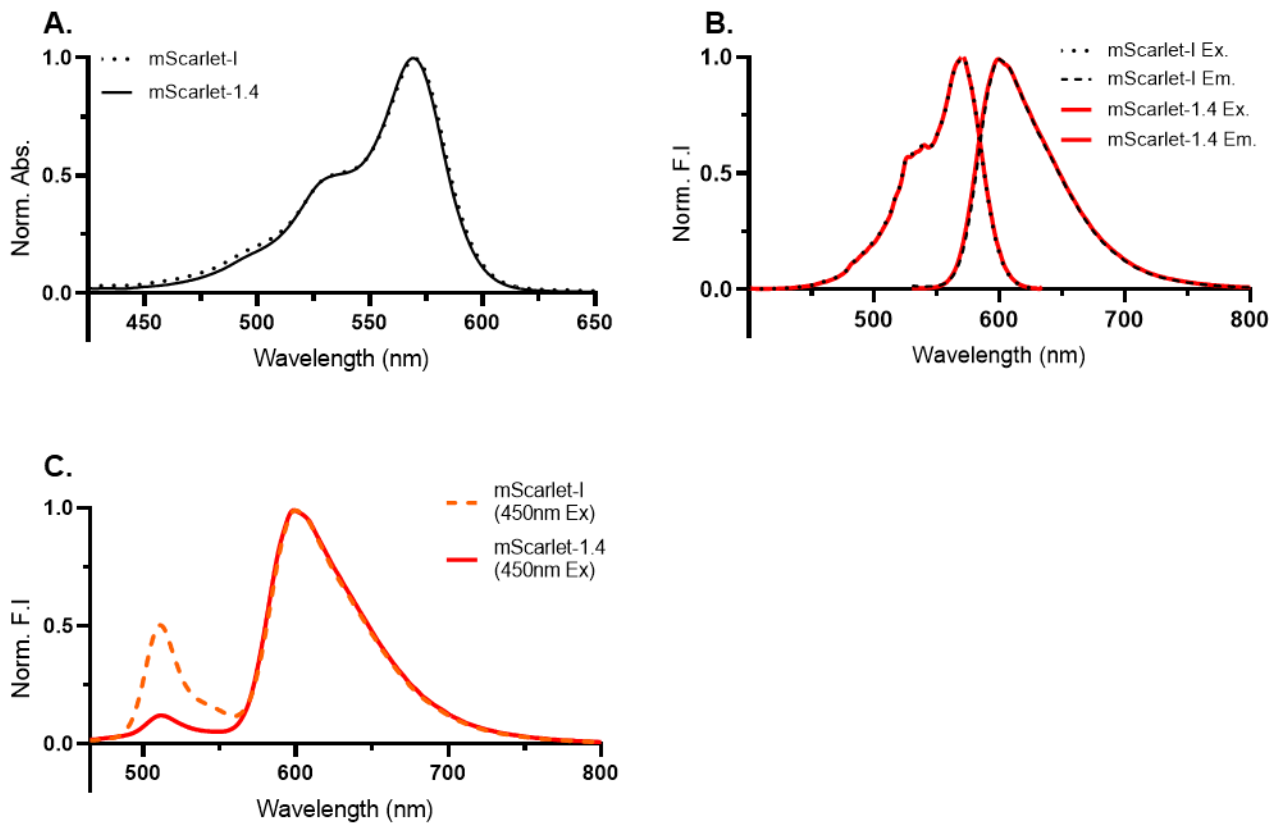 A.
mScarlet-I
mScarlet-1.4
Norm. Abs.
1.0
0.5
0.0
450 500 550 600 650
Wavelength (nm)
B.
mScarlet-I Ex.
mScarlet-I Em.
mScarlet-1.4 Ex.
mScarlet-1.4 Em.
Norm. F.I
1.0
0.5
0.0
500 600 700 800
Wavelength (nm)
C.
mScarlet-I
(450nm Ex)
mScarlet-1.4
(450nm Ex)
Norm. F.I
1.0
0.5
0.0
500 600 700 800
Wavelength (nm)